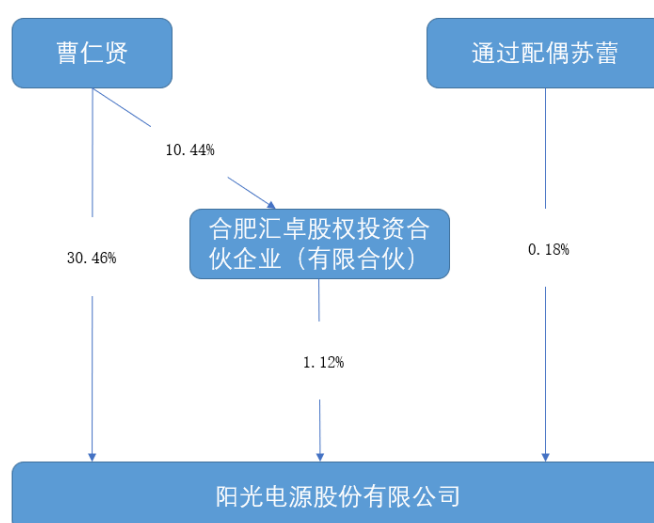 曹仁贤
通过配偶苏蕾
10.44%
合肥汇卓股权投资合
伙企业（有限合伙）
30.46%
0.18%
1.12%
阳光电源股份有限公司